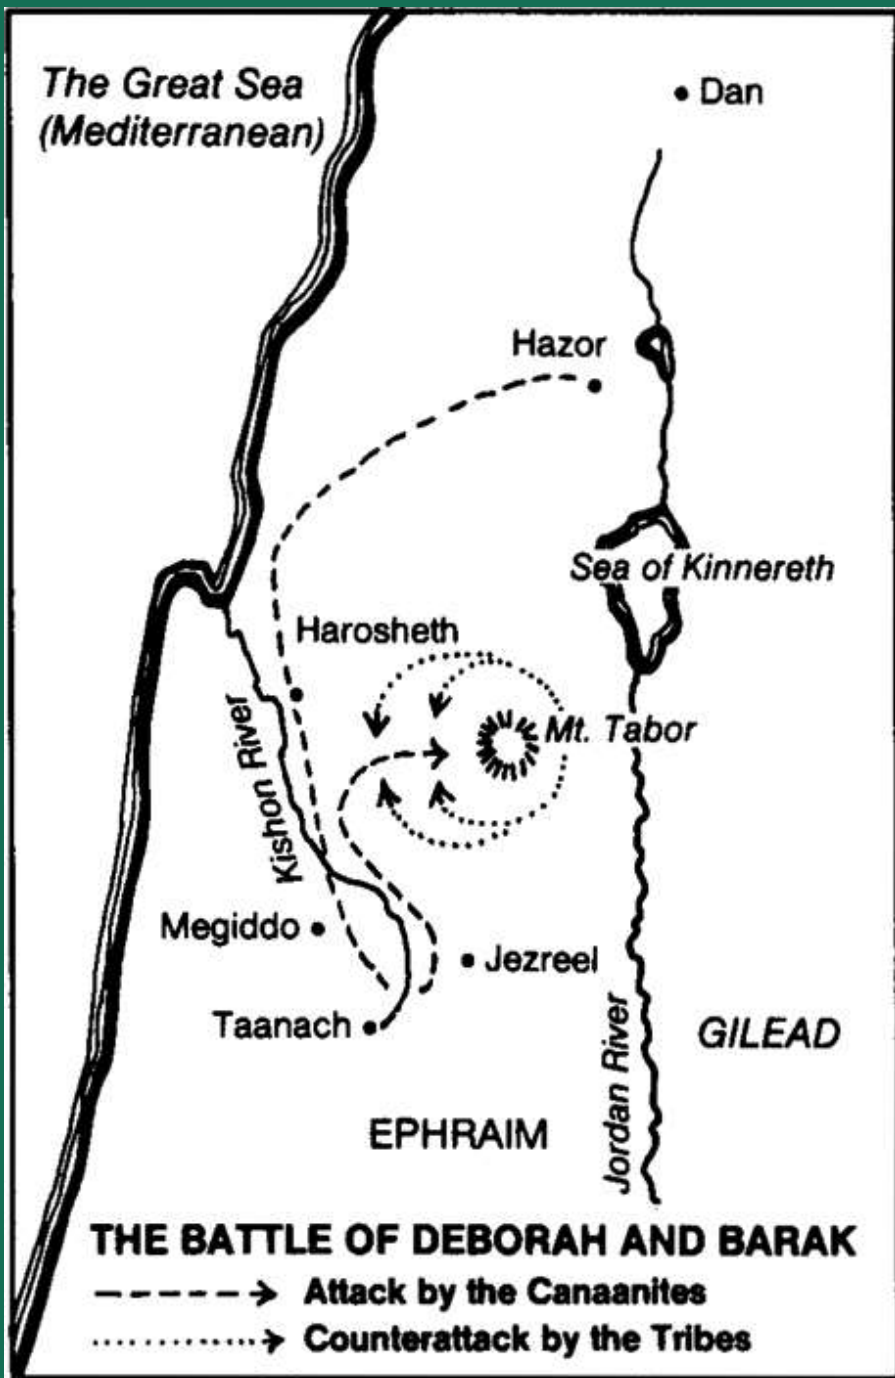 The Great Sea
(Mediterranean)
Dan
Hazor
Sea of Kinnereth
Harosheth
Mt. Tabor
Kishon River
Megiddo
Jezreel
Taanach
GILEAD
Jordan River
EPHRAIM
THE BATTLE OF DEBORAH AND BARAK
Attack by the Canaanites
Counterattack by the Tribes